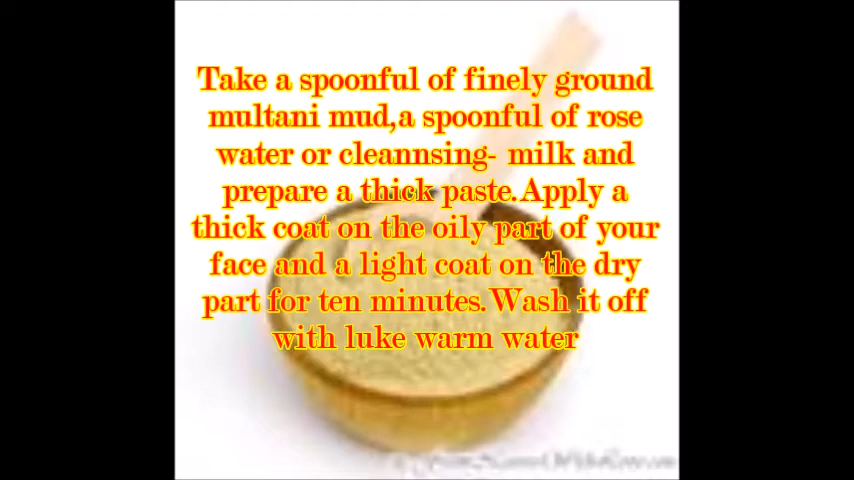 Take a spoonful of finely ground
multani mud,a spoonful of rose
water or cleannsing- milk and
prepare a thick paste.Apply a
thick coat on the oily part of your
face and a light coat on the dry
part for ten minutes.Wash it off
with luke warm water